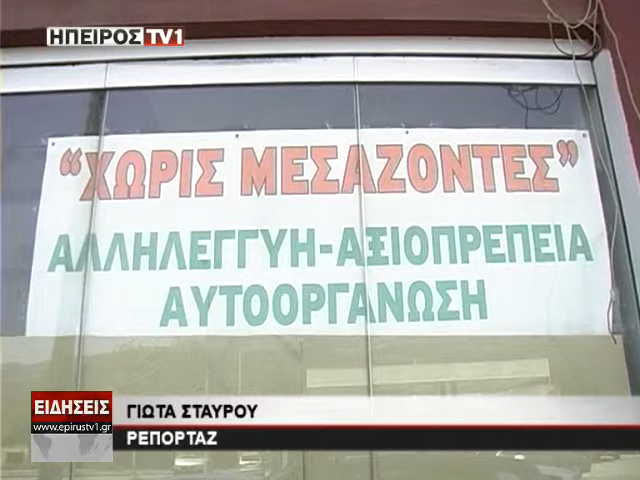 ΗΠΕΙΡΟΣ TV1
“ΧΩΡΙΣ ΜΕΣΑΖΟΝΤΕΣ”
ΑΛΛΗΛΕΓΓΥΗ-ΑΞΙΟΠΡΕΠΕΙΑ
ΑΥΤΟΟΡΓΑΝΩΣΗ
ΕΙΔΗΣΕΙΣ
www.epirustv1.gr
ΓΙΩΤΑ ΣΤΑΥΡΟΥ
ΡΕΠΟΡΤΑΖ